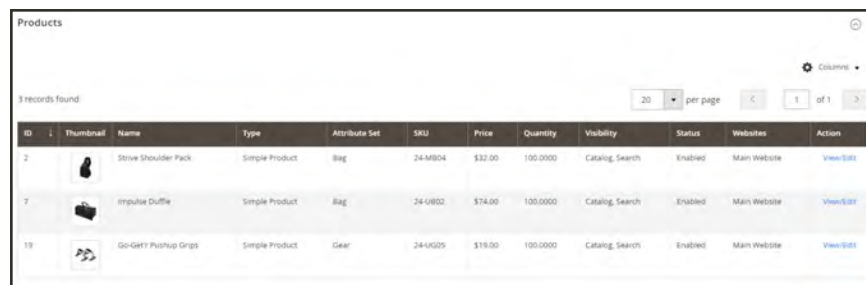 Products
Columns
3 records found
20 per page 1 of 1
ID Thumbnail Name Type Attribute Set SKU Price Quantity Visibility Status Websites Action
2 Strive Shoulder Pack Simple Product Bag 24-MB04 $32.00 100.0000 Catalog, Search Enabled Main Website View/Edit
7 Impulse Duffle Simple Product Bag 24-UB02 $74.00 100.0000 Catalog, Search Enabled Main Website View/Edit
19 Go-Get'r Pushup Grips Simple Product Gear 24-UG05 $19.00 100.0000 Catalog, Search Enabled Main Website View/Edit